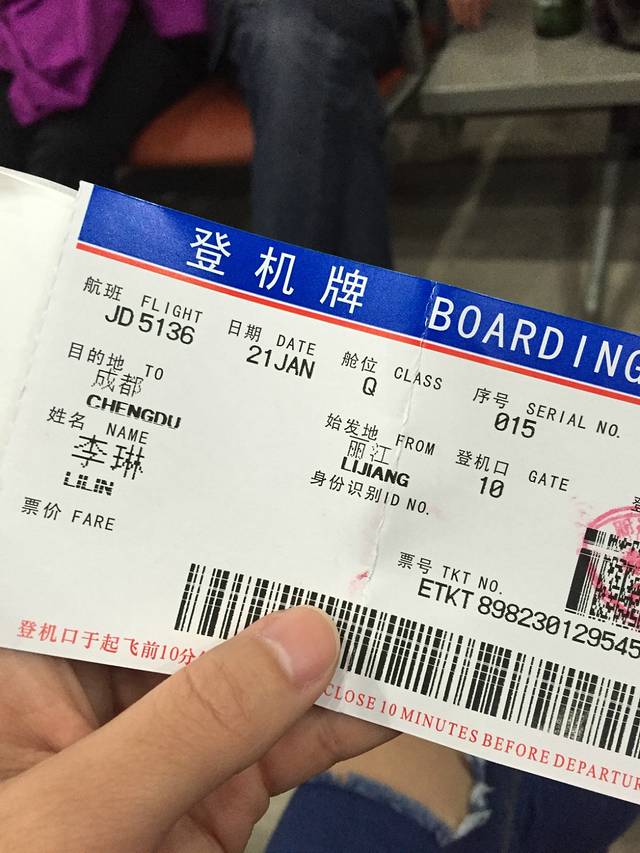 登机牌 BOARDING
航班 FLIGHT 日期 DATE 舱位 CLASS 序号 SERIAL NO.
JD5136 21JAN Q 015
目的地 TO 始发地 FROM 登机口 GATE
成都 丽江
CHENGDU LIJIANG 10
姓名 NAME 身份识别ID NO.
李琳
LILIN
票价 FARE 票号 TKT NO.
ETKT 898230129545
登机口于起飞前10分
CLOSE 10 MINUTES BEFORE DEPARTUR